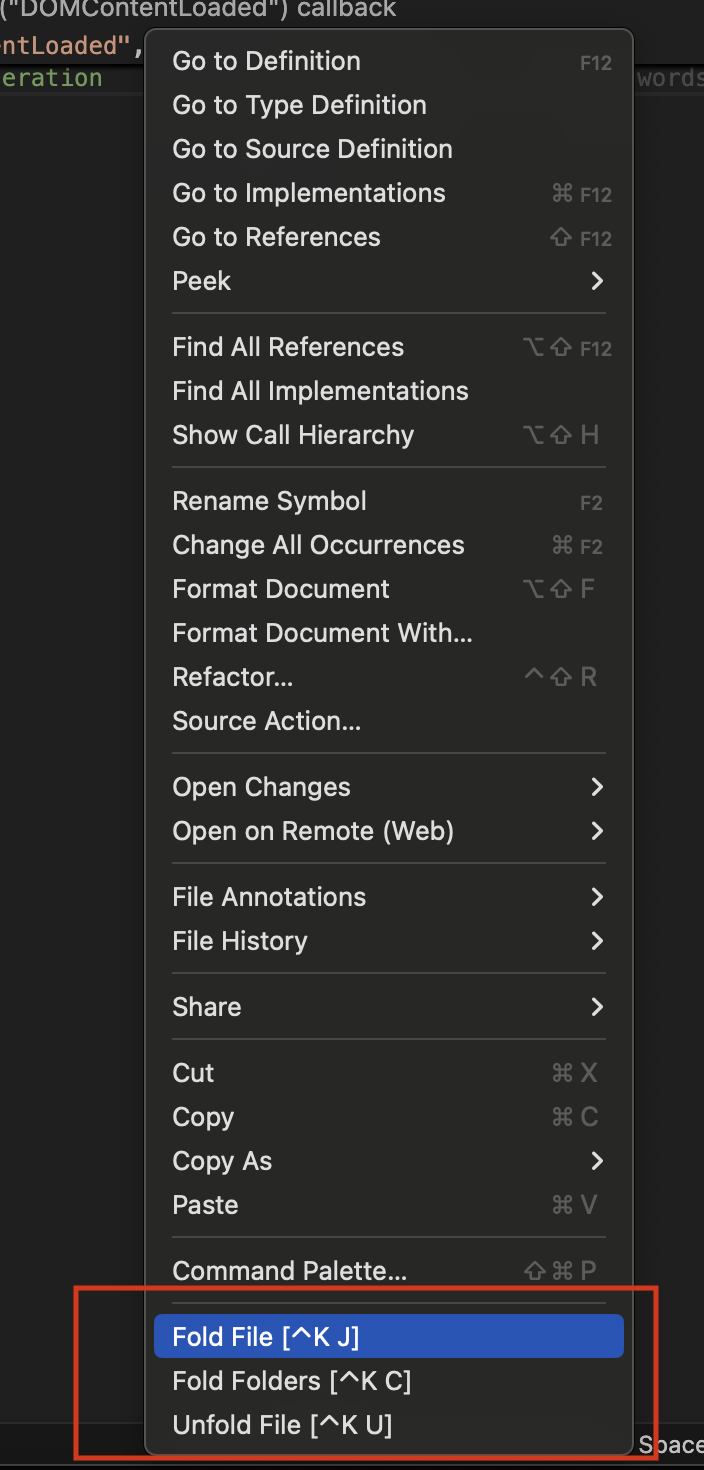 ("DOMContentLoaded") callback
entLoaded",
eration
words
Go to Definition F12
Go to Type Definition
Go to Source Definition
Go to Implementations ⌘ F12
Go to References ⇧ F12
Peek
Find All References ⌥⇧ F12
Find All Implementations
Show Call Hierarchy ⌥⇧ H
Rename Symbol F2
Change All Occurrences ⌘ F2
Format Document ⌥⇧ F
Format Document With...
Refactor... ^⇧ R
Source Action...
Open Changes
Open on Remote (Web)
File Annotations
File History
Share
Cut ⌘ X
Copy ⌘ C
Copy As
Paste ⌘ V
Command Palette... ⇧⌘ P
Fold File [^K J]
Fold Folders [^K C]
Unfold File [^K U]
Space